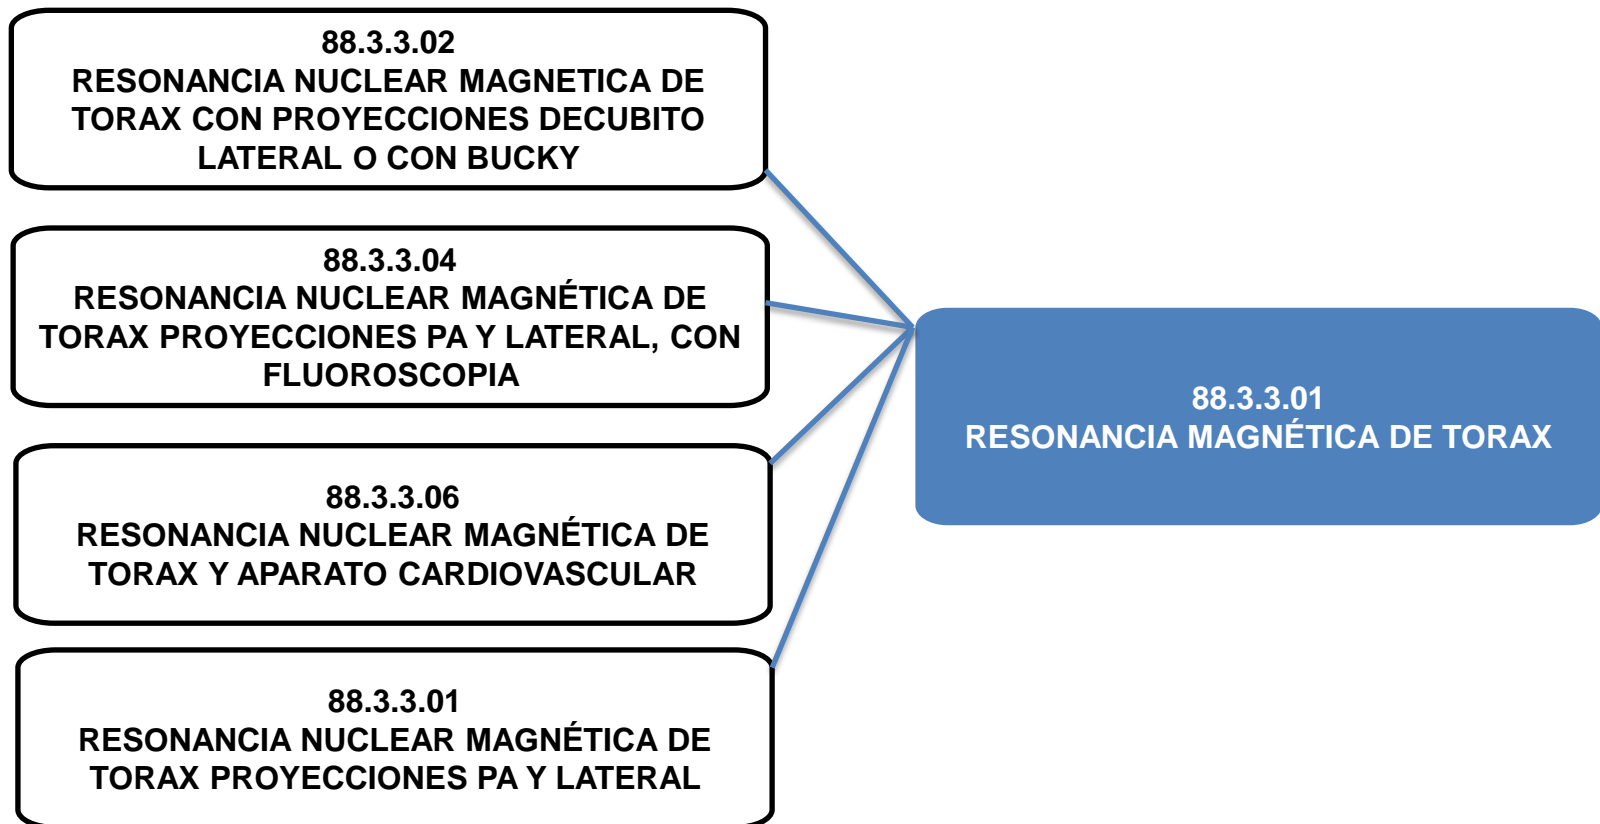 88.3.3.02
RESONANCIA NUCLEAR MAGNETICA DE
TORAX CON PROYECCIONES DECUBITO
LATERAL O CON BUCKY
88.3.3.04
RESONANCIA NUCLEAR MAGNÉTICA DE
TORAX PROYECCIONES PA Y LATERAL, CON
FLUOROSCOPIA
88.3.3.06
RESONANCIA NUCLEAR MAGNÉTICA DE
TORAX Y APARATO CARDIOVASCULAR
88.3.3.01
RESONANCIA NUCLEAR MAGNÉTICA DE
TORAX PROYECCIONES PA Y LATERAL
88.3.3.01
RESONANCIA MAGNÉTICA DE TORAX